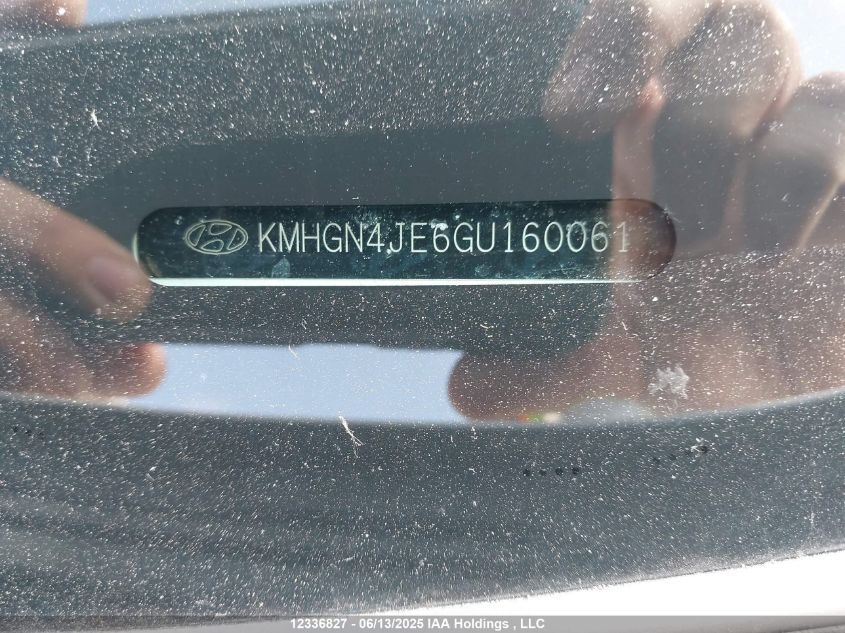 KMHGN4JE6GU160061
12336827 - 06/13/2025 IAA Holdings , LLC